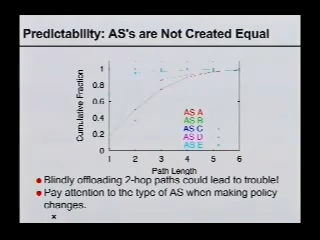 Predictability: AS's are Not Created Equal
Cumulative Fraction
1
0.8
0.6
0.4
0.2
0
AS A
AS B
AS C
AS D
AS E
1 2 3 4 5 6
Path Length
Blindly offloading 2-hop paths could lead to trouble!
Pay attention to the type of AS when making policy
changes.